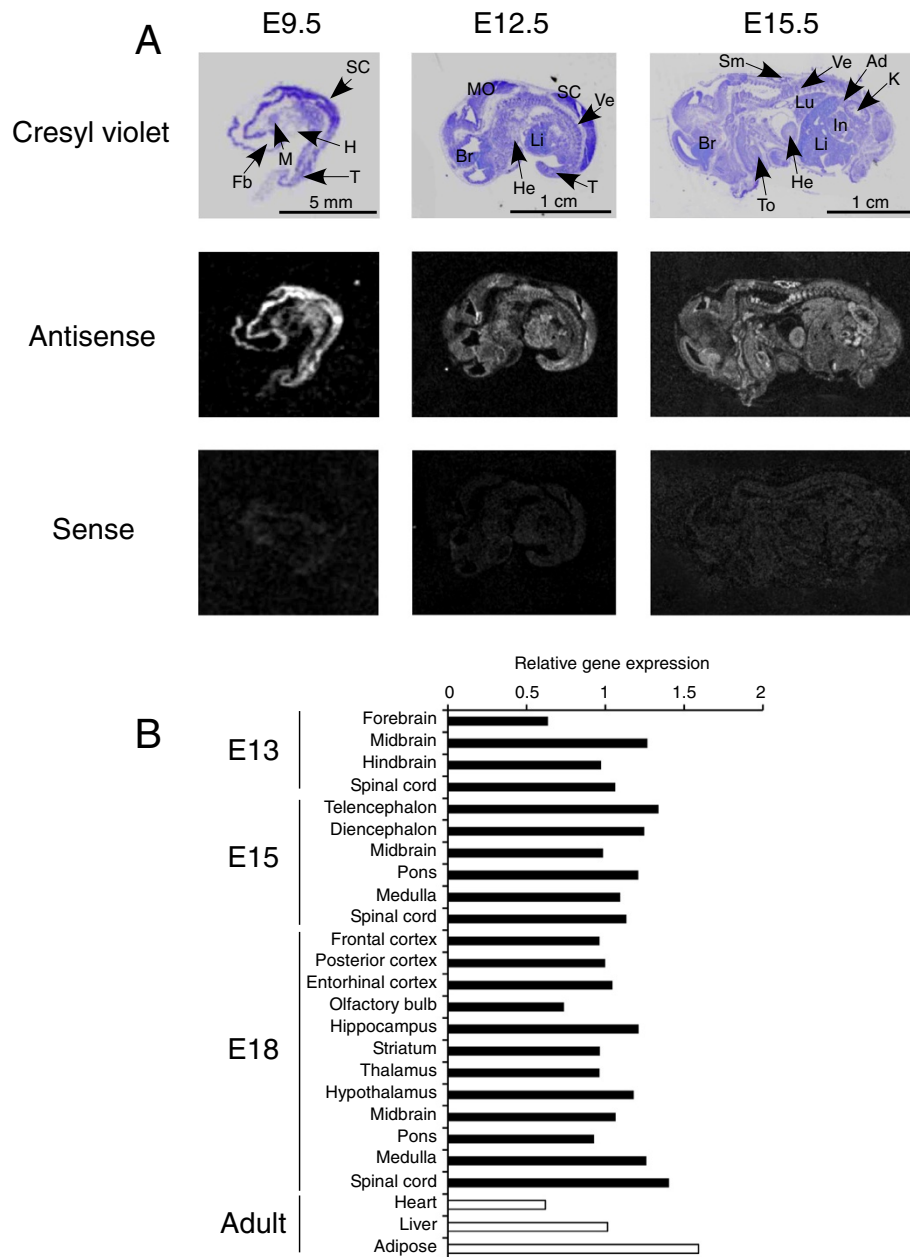 A
E9.5
E12.5
E15.5
Cresyl violet
SC
H
M
Fb
T
5 mm
MO
SC
Ve
Br
Li
He
T
1 cm
Sm
Ve
Ad
K
Lu
In
Br
Li
He
To
1 cm
Antisense
Sense
B
Relative gene expression
0 0.5 1 1.5 2
E13
Forebrain
Midbrain
Hindbrain
Spinal cord
E15
Telencephalon
Diencephalon
Midbrain
Pons
Medulla
Spinal cord
E18
Frontal cortex
Posterior cortex
Entorhinal cortex
Olfactory bulb
Hippocampus
Striatum
Thalamus
Hypothalamus
Midbrain
Pons
Medulla
Spinal cord
Adult
Heart
Liver
Adipose